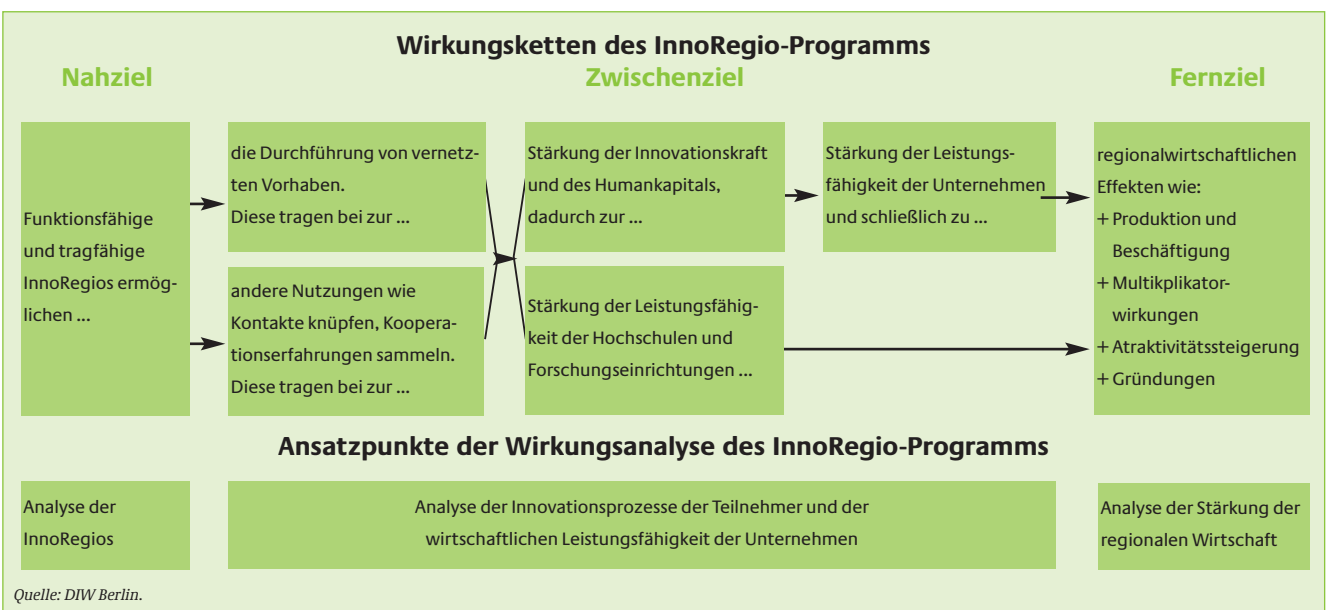 Wirkungsketten des InnoRegio-Programms
Nahziel
Zwischenziel
Fernziel
Funktionsfähige
und tragfähige
InnoRegios ermög-
lichen ...
die Durchführung von vernetz-
ten Vorhaben.
Diese tragen bei zur ...
andere Nutzungen wie
Kontakte knüpfen, Koopera-
tionserfahrungen sammeln.
Diese tragen bei zur ...
Stärkung der Innovationskraft
und des Humankapitals,
dadurch zur ...
Stärkung der Leistungsfähig-
keit der Hochschulen und
Forschungseinrichtungen ...
Stärkung der Leistungs-
fähigkeit der Unternehmen
und schließlich zu ...
regionalwirtschaftlichen
Effekten wie:
+ Produktion und
Beschäftigung
+ Multikplikator-
wirkungen
+ Atraktivitätssteigerung
+ Gründungen
Ansatzpunkte der Wirkungsanalyse des InnoRegio-Programms
Analyse der
InnoRegios
Analyse der Innovationsprozesse der Teilnehmer und der
wirtschaftlichen Leistungsfähigkeit der Unternehmen
Analyse der Stärkung der
regionalen Wirtschaft
Quelle: DIW Berlin.